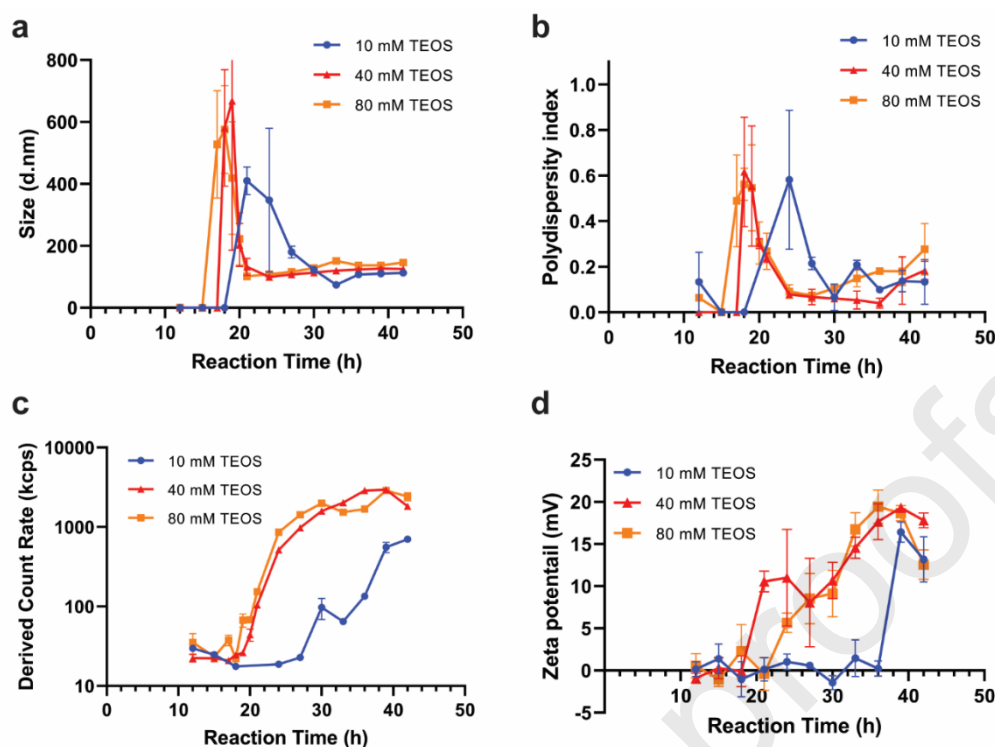 a
10 mM TEOS
40 mM TEOS
80 mM TEOS
Size (d.nm)
800
600
400
200
0
0 10 20 30 40 50
Reaction Time (h)
b
10 mM TEOS
40 mM TEOS
80 mM TEOS
Polydispersity index
1.0
0.8
0.6
0.4
0.2
0.0
0 10 20 30 40 50
Reaction Time (h)
c
10 mM TEOS
40 mM TEOS
80 mM TEOS
Derived Count Rate (kcps)
10000
1000
100
10
0 10 20 30 40 50
Reaction Time (h)
d
10 mM TEOS
40 mM TEOS
80 mM TEOS
Zeta potentail (mV)
25
20
15
10
5
0
-5
10 20 30 40 50
Reaction Time (h)
proofs